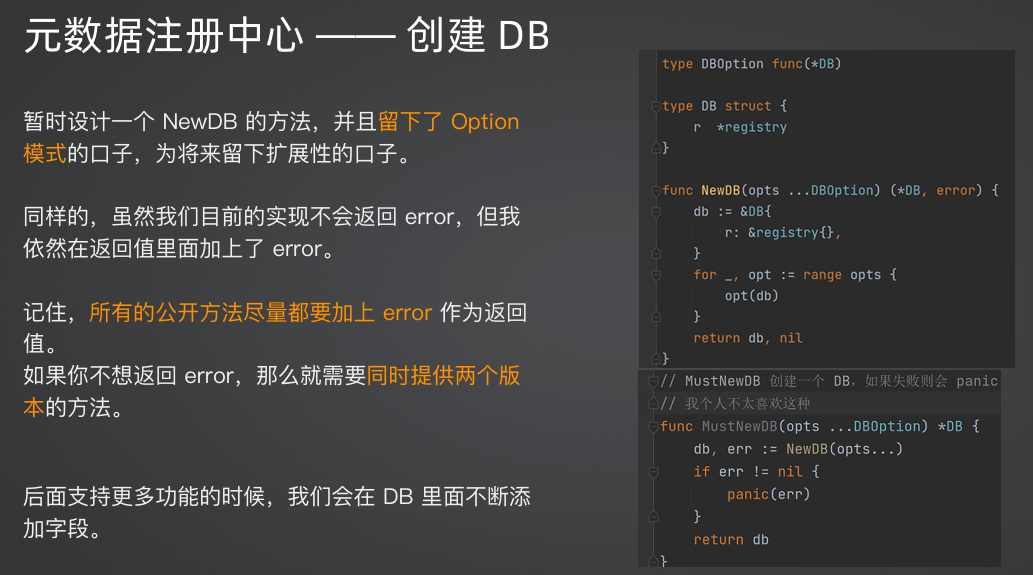 元数据注册中心 —— 创建 DB
暂时设计一个 NewDB 的方法，并且留下了 Option
模式的口子，为将来留下扩展性的口子。
同样的，虽然我们目前的实现不会返回 error，但我
依然在返回值里面加上了 error。
记住，所有的公开方法尽量都要加上 error 作为返回
值。
如果你不想返回 error，那么就需要同时提供两个版
本的方法。
后面支持更多功能的时候，我们会在 DB 里面不断添
加字段。
type DBOption func(*DB)
type DB struct {
    r  *registry
}
func NewDB(opts ...DBOption) (*DB, error) {
    db := &DB{
        r: &registry{},
    }
    for _, opt := range opts {
        opt(db)
    }
    return db, nil
}
// MustNewDB 创建一个 DB，如果失败则会 panic
// 我个人不太喜欢这种
func MustNewDB(opts ...DBOption) *DB {
    db, err := NewDB(opts...)
    if err != nil {
        panic(err)
    }
    return db
}